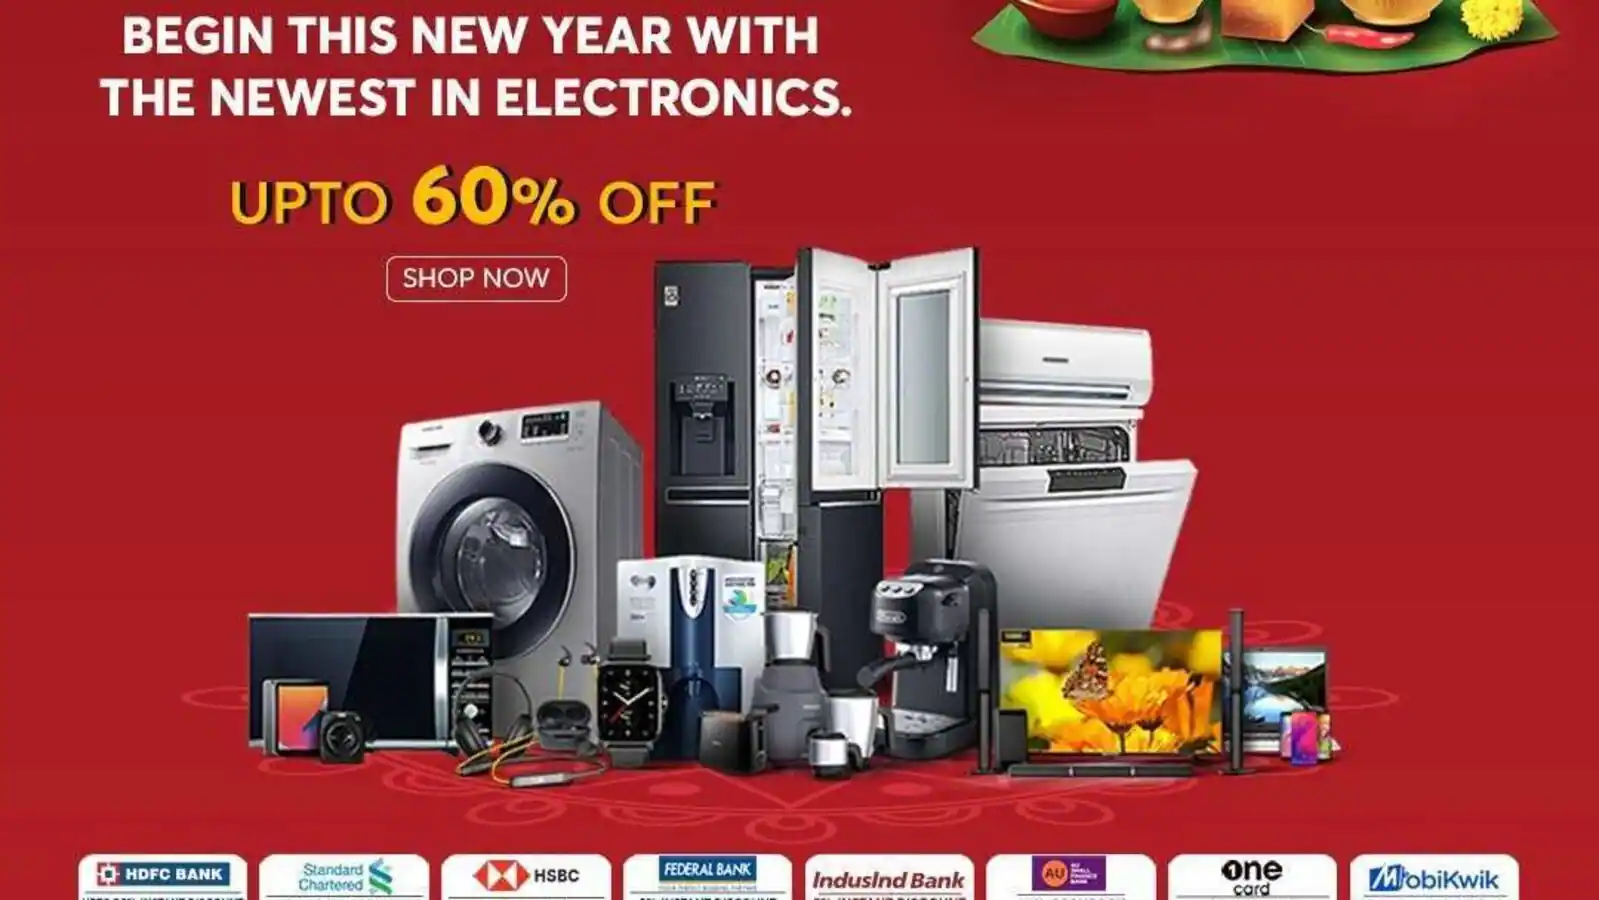 BEGIN THIS NEW YEAR WITH
THE NEWEST IN ELECTRONICS.
UPTO 60% OFF
SHOP NOW
HDFC BANK
Standard
Chartered
HSBC
FEDERAL BANK
IndusInd Bank
AU
one
card
MobiKwik